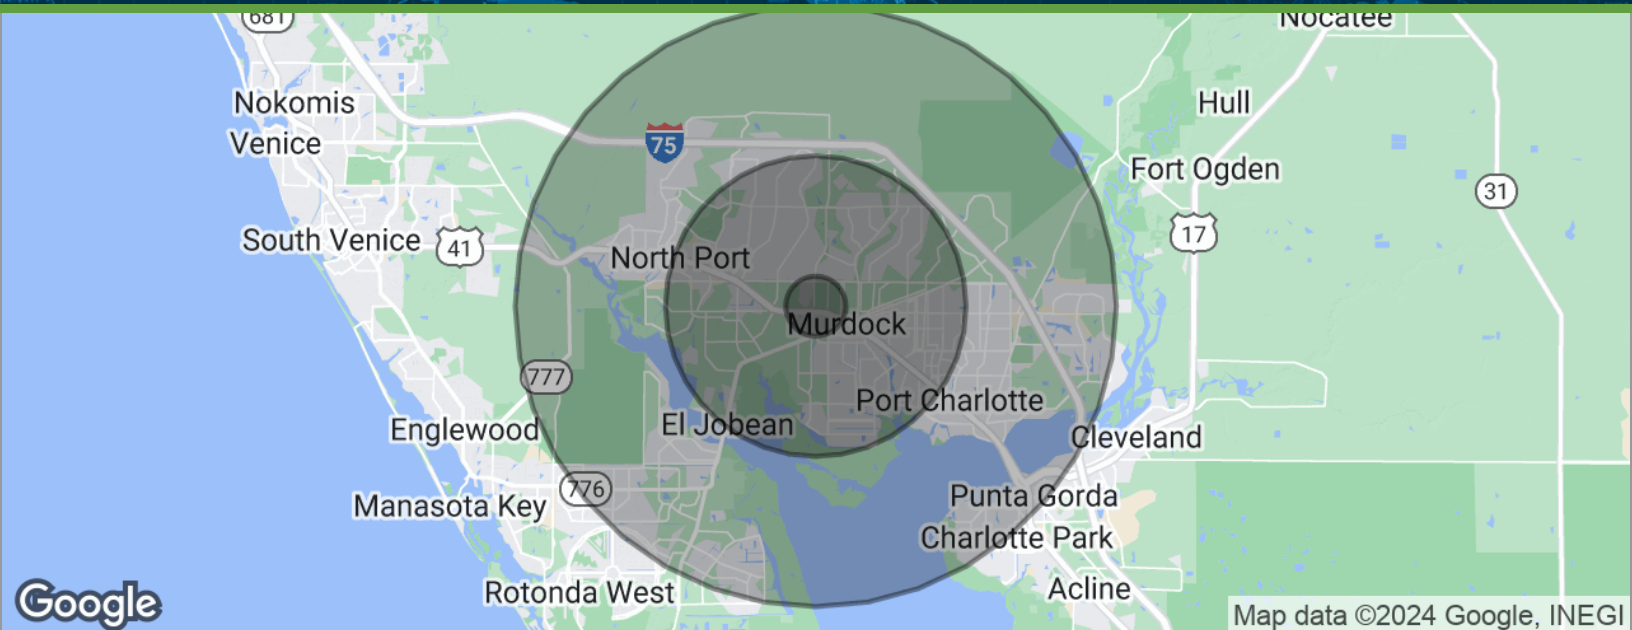 681
Nocatee
Nokomis
Hull
Venice
75
Fort Ogden
31
South Venice
41
17
North Port
Murdock
777
Port Charlotte
El Jobean
Englewood
Cleveland
776
Manasota Key
Punta Gorda
Charlotte Park
Rotonda West
Acline
Google
Map data ©2024 Google, INEGI